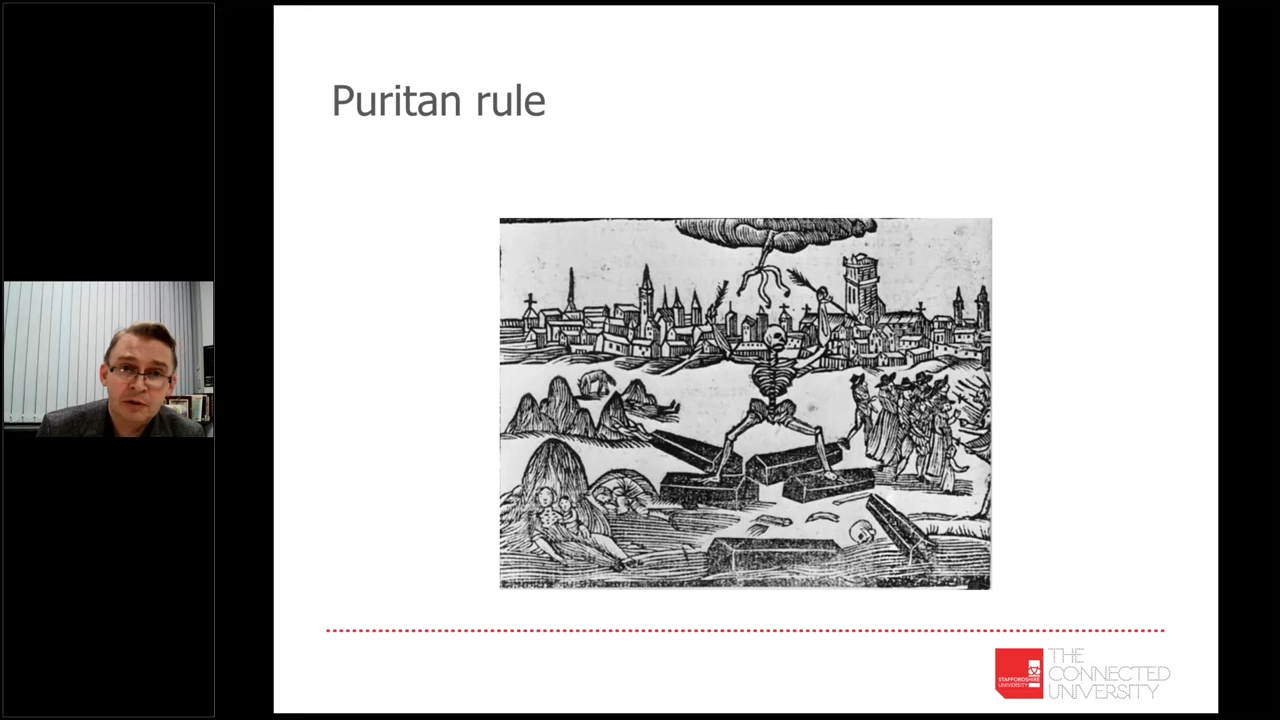 Puritan rule
STAFFORDSHIRE
UNIVERSITY
THE
CONNECTED
UNIVERSITY